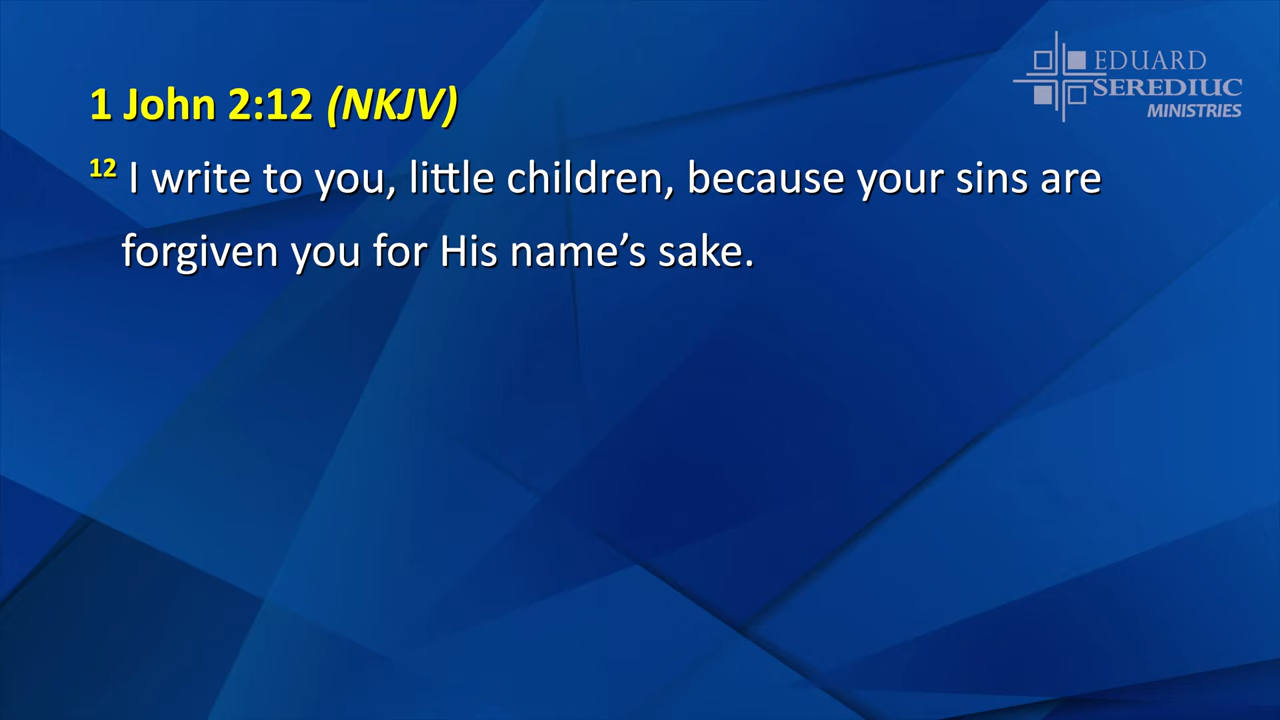 EDUARD
SEREDIUC
MINISTRIES
1 John 2:12 (NKJV)
12 I write to you, little children, because your sins are
forgiven you for His name’s sake.